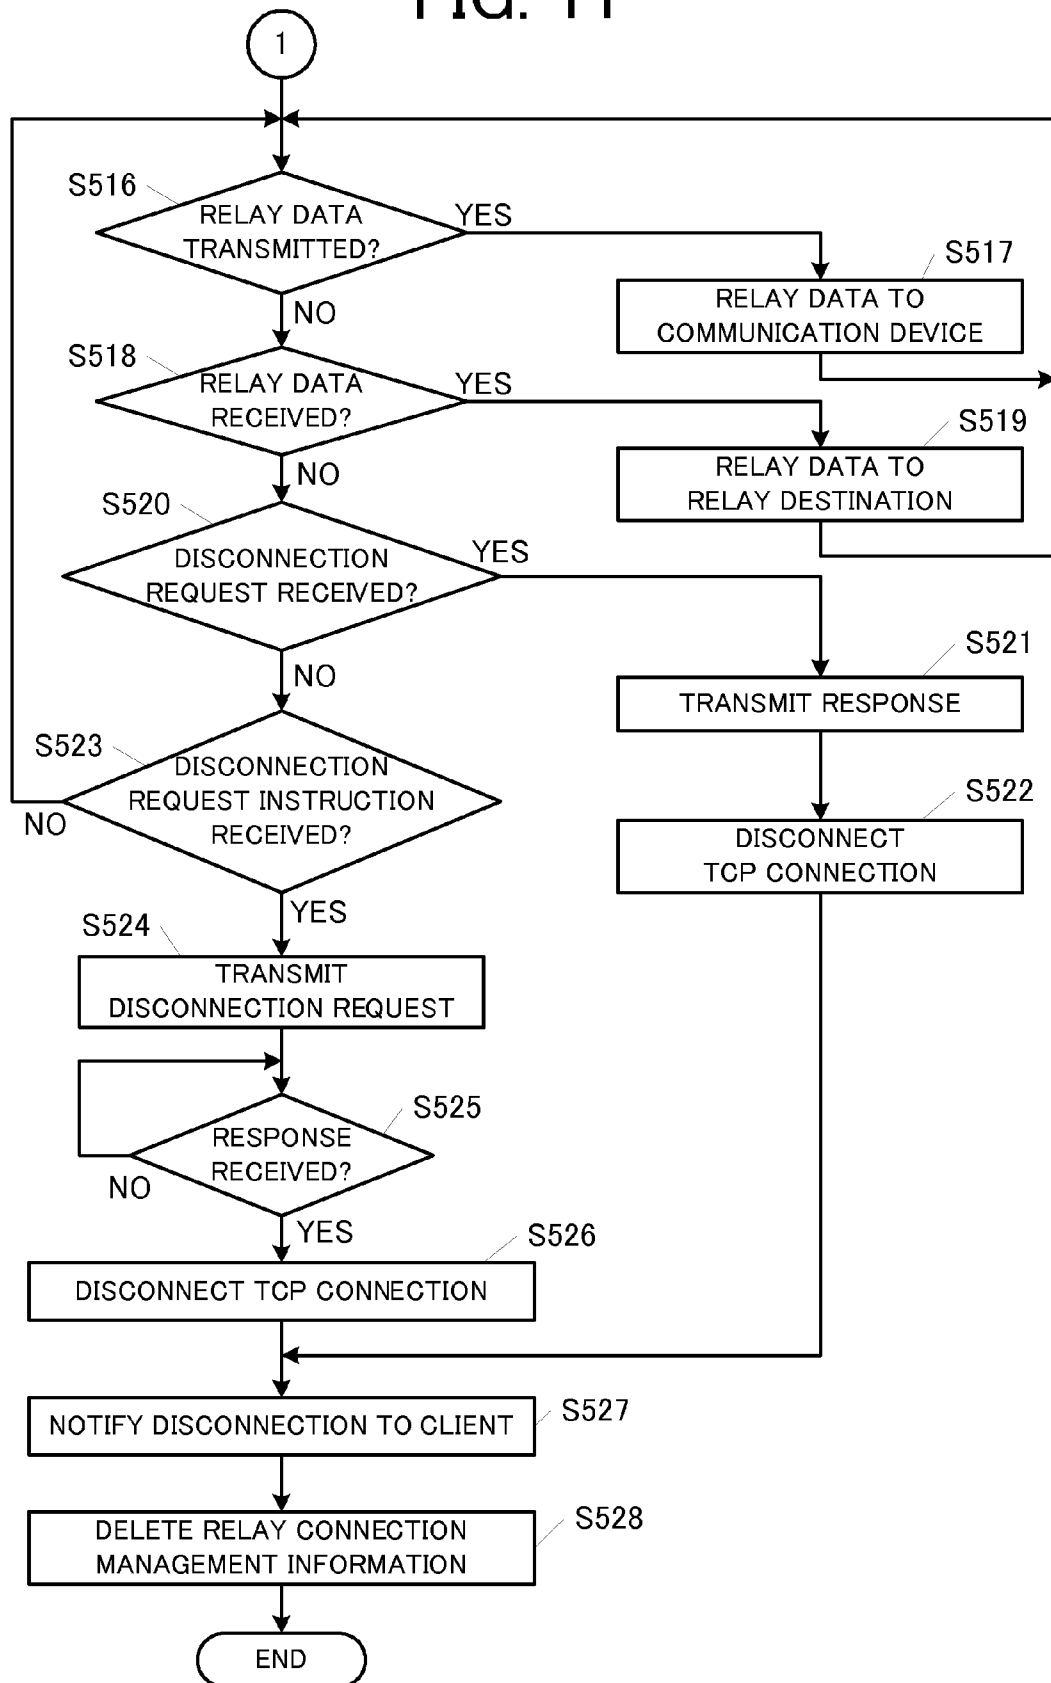 FIG. 11
1
S516
RELAY DATA
TRANSMITTED?
YES
NO
S517
RELAY DATA TO
COMMUNICATION DEVICE
S518
RELAY DATA
RECEIVED?
YES
NO
S519
RELAY DATA TO
RELAY DESTINATION
S520
DISCONNECTION
REQUEST RECEIVED?
YES
NO
S521
TRANSMIT RESPONSE
S522
DISCONNECT
TCP CONNECTION
S523
DISCONNECTION
REQUEST INSTRUCTION
RECEIVED?
NO
YES
S524
TRANSMIT
DISCONNECTION REQUEST
S525
RESPONSE
RECEIVED?
NO
YES
S526
DISCONNECT TCP CONNECTION
NOTIFY DISCONNECTION TO CLIENT
S527
DELETE RELAY CONNECTION
MANAGEMENT INFORMATION
S528
END